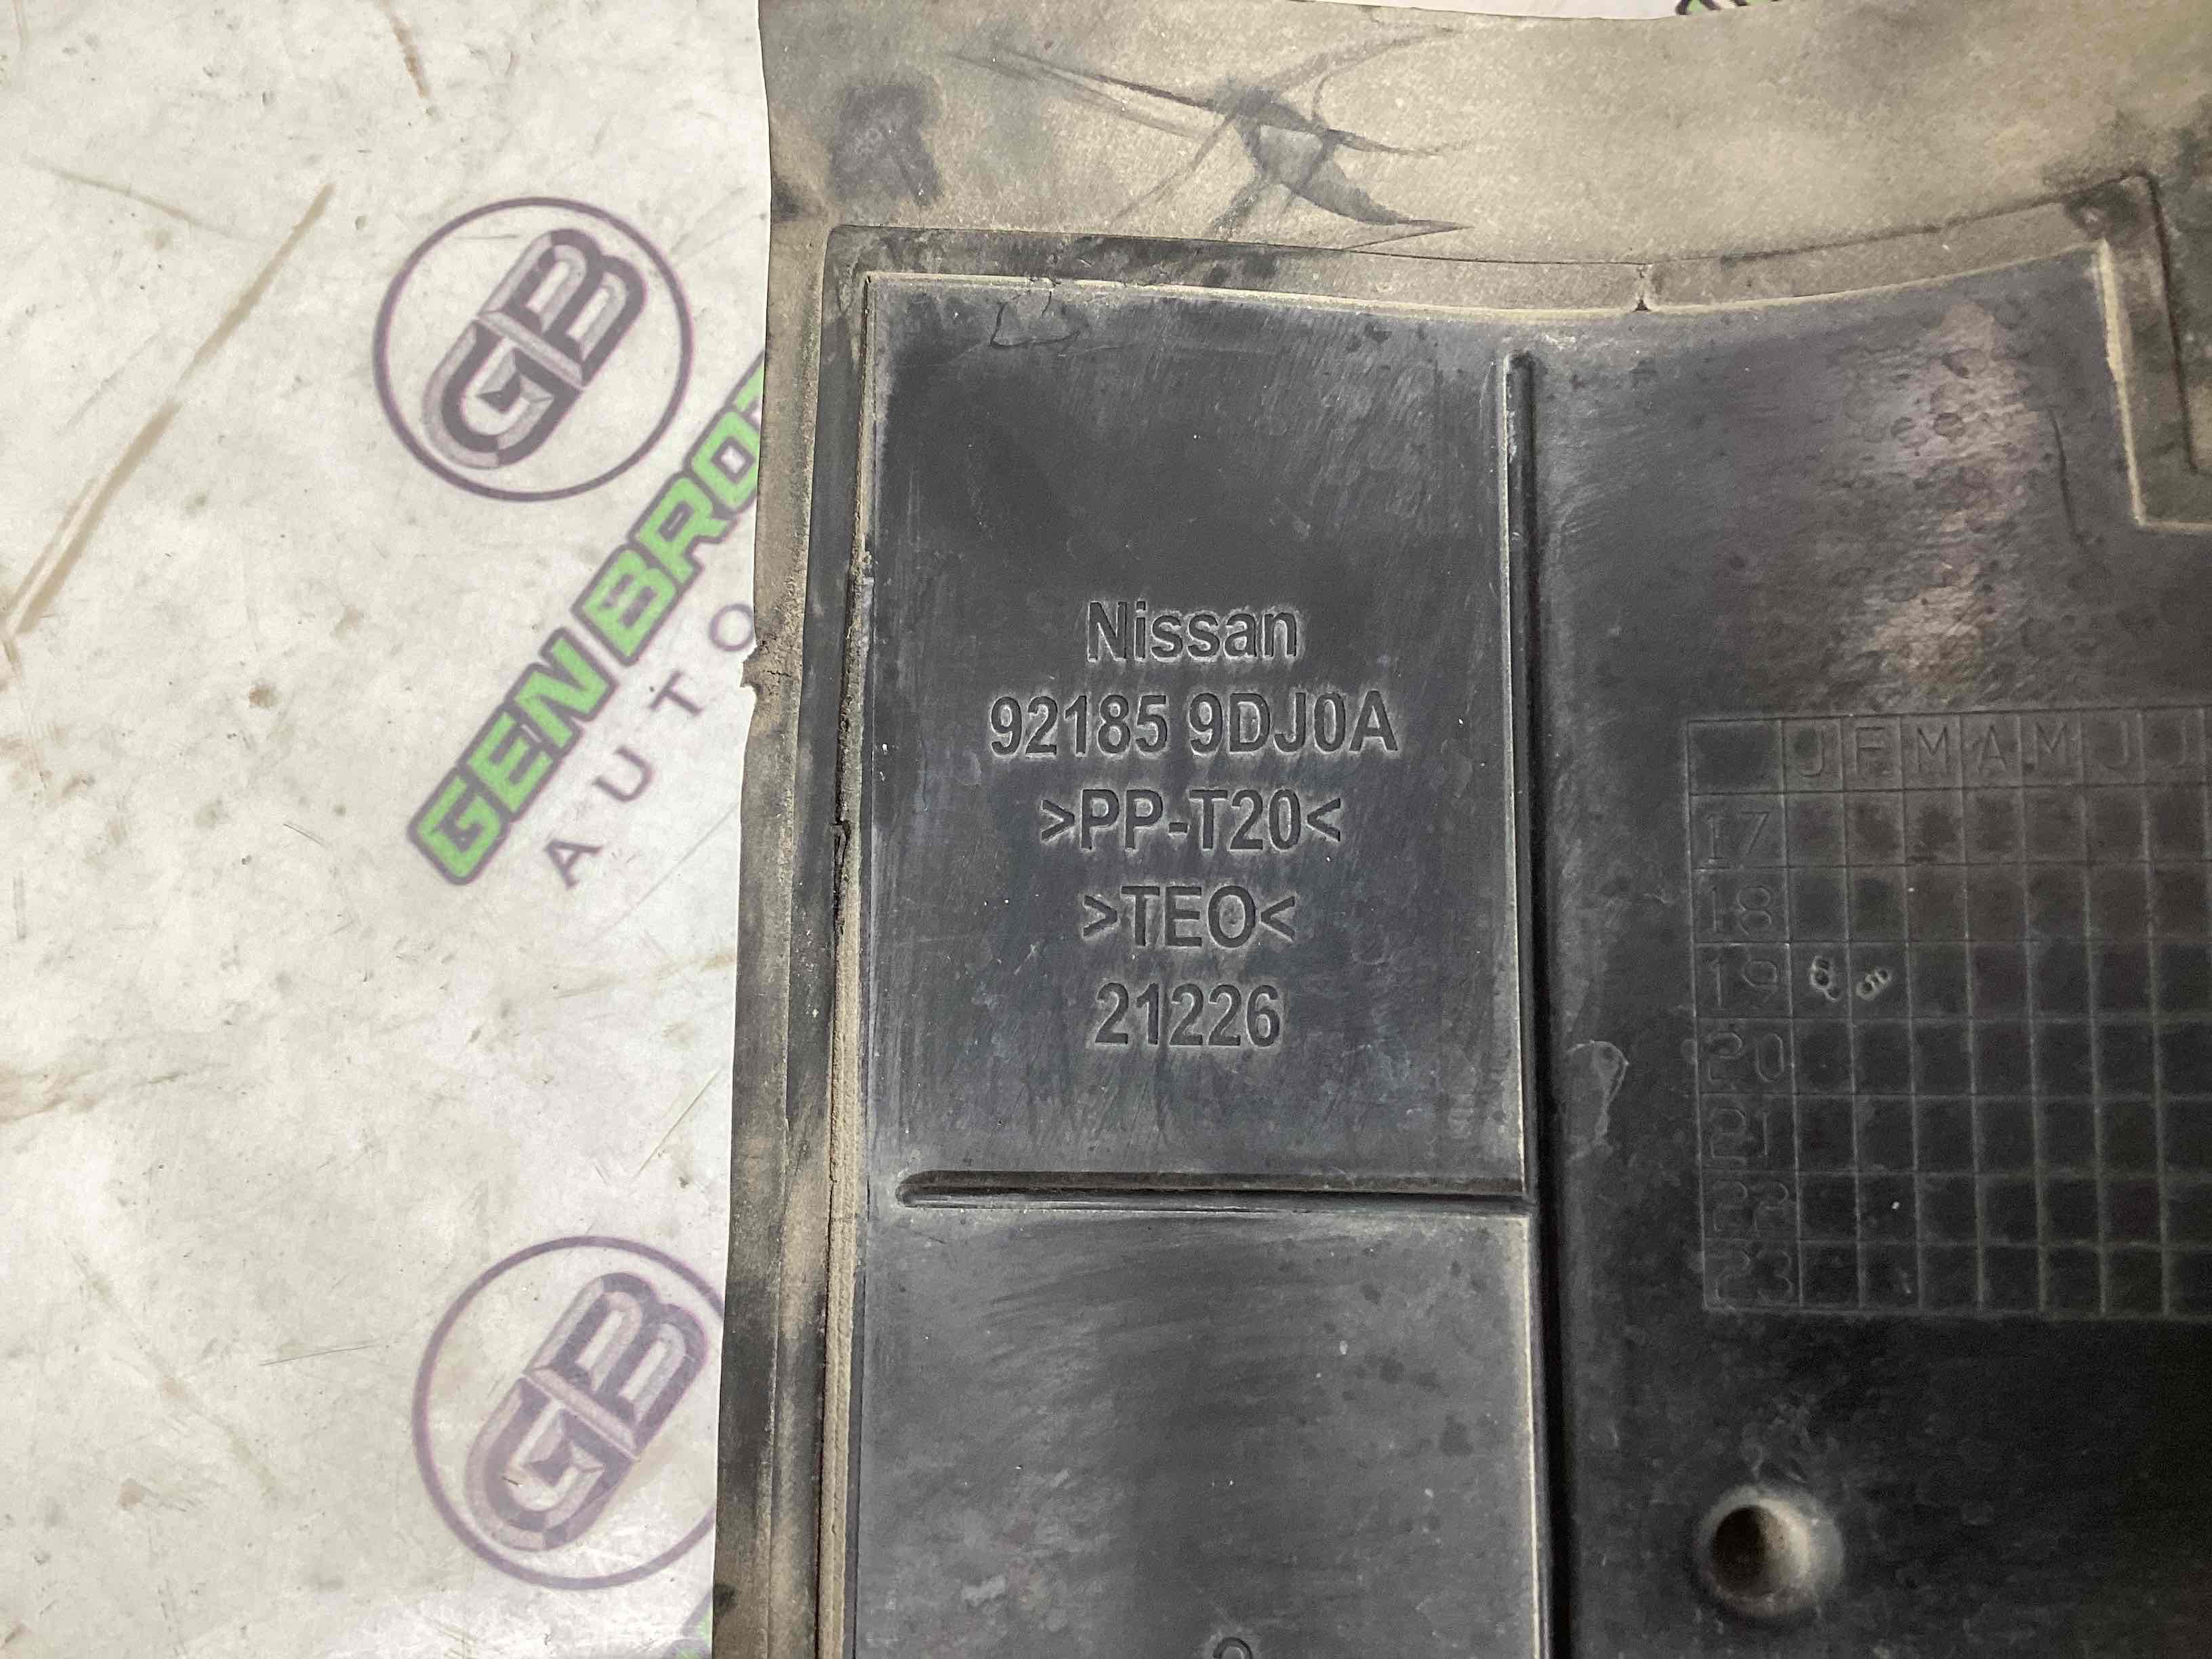 GB
GEN BRO
AUTO
Nissan
92185 9DJ0A
>PP-T20<
>TEO<
21226
J F M A M J J
17
18
19
20
21
22
23
GB